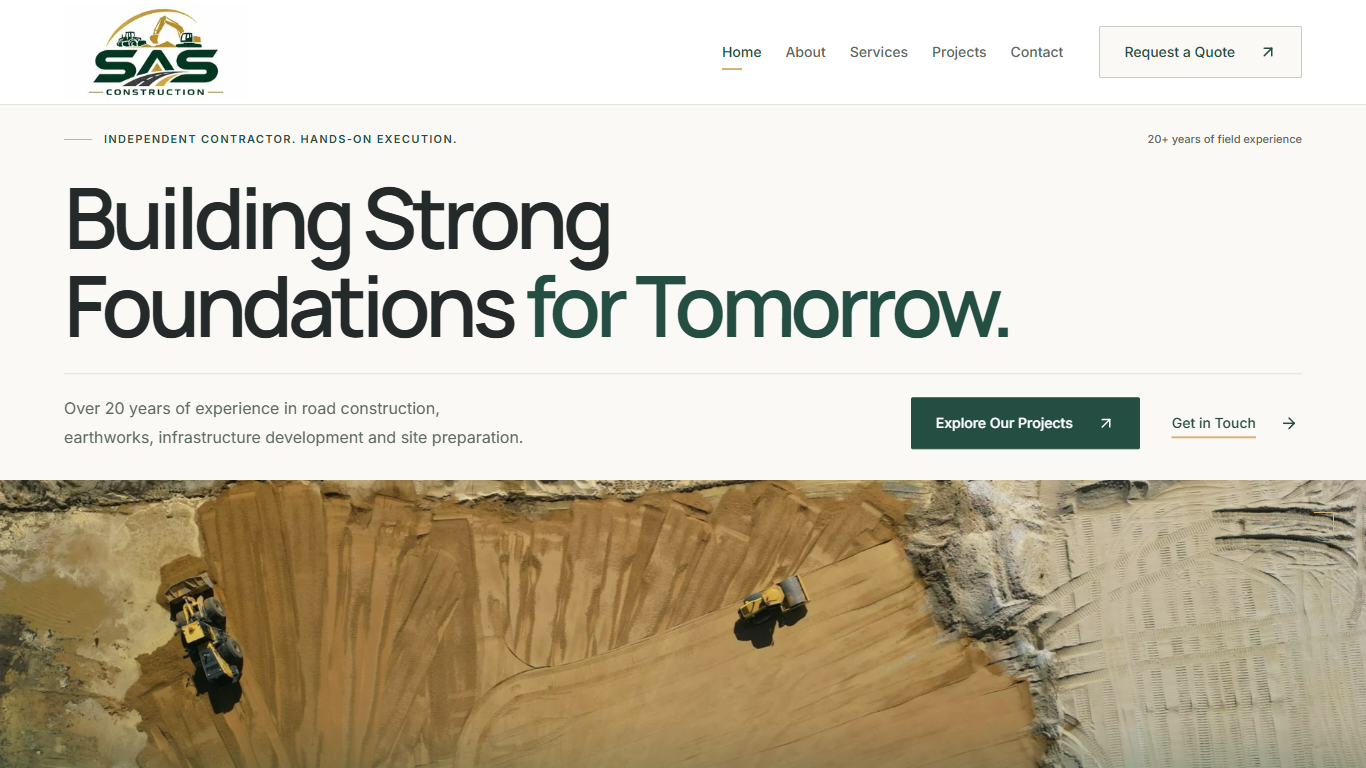 SAS
CONSTRUCTION
Home
About
Services
Projects
Contact
Request a Quote
INDEPENDENT CONTRACTOR. HANDS-ON EXECUTION.
20+ years of field experience
Building Strong
Foundations for Tomorrow.
Over 20 years of experience in road construction,
earthworks, infrastructure development and site preparation.
Explore Our Projects
Get in Touch